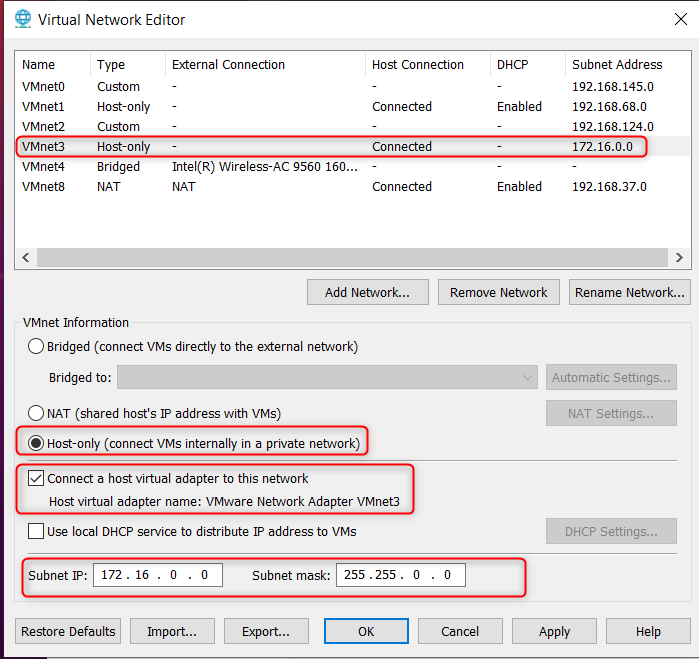 Virtual Network Editor
Name Type External Connection Host Connection DHCP Subnet Address
VMnet0 Custom - - - 192.168.145.0
VMnet1 Host-only - Connected Enabled 192.168.68.0
VMnet2 Custom - - - 192.168.124.0
VMnet3 Host-only - Connected - 172.16.0.0
VMnet4 Bridged Intel(R) Wireless-AC 9560 160... - - -
VMnet8 NAT NAT Connected Enabled 192.168.37.0
Add Network... Remove Network Rename Network...
VMnet Information
Bridged (connect VMs directly to the external network)
Bridged to: Automatic Settings...
NAT (shared host's IP address with VMs) NAT Settings...
Host-only (connect VMs internally in a private network)
Connect a host virtual adapter to this network
Host virtual adapter name: VMware Network Adapter VMnet3
Use local DHCP service to distribute IP address to VMs DHCP Settings...
Subnet IP: 172 . 16 . 0 . 0 Subnet mask: 255 . 255 . 0 . 0
Restore Defaults Import... Export... OK Cancel Apply Help